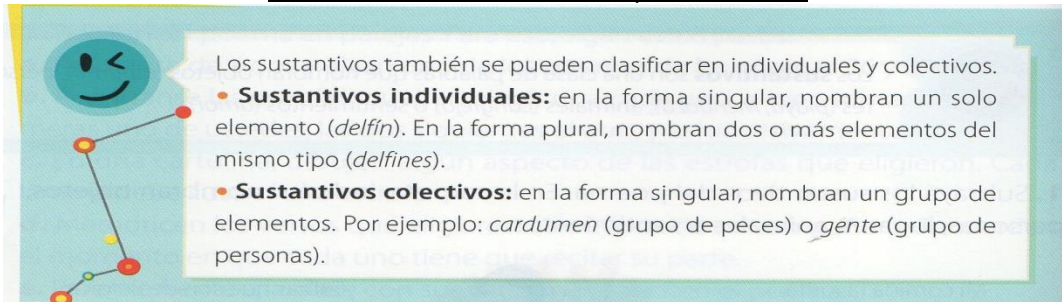 Los sustantivos también se pueden clasificar en individuales y colectivos.
• Sustantivos individuales: en la forma singular, nombran un solo
elemento (delfín). En la forma plural, nombran dos o más elementos del
mismo tipo (delfines).
• Sustantivos colectivos: en la forma singular, nombran un grupo de
elementos. Por ejemplo: cardumen (grupo de peces) o gente (grupo de
personas).